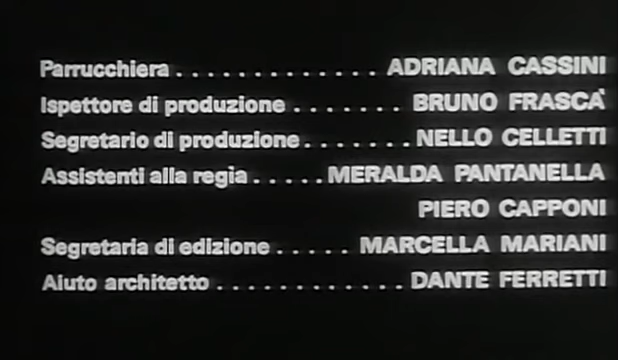 Parrucchiera . . . . . . . . . . . . . . ADRIANA CASSINI
Ispettore di produzione . . . . . . . BRUNO FRASCA'
Segretario di produzione . . . . . . . NELLO CELLETTI
Assistenti alla regia . . . . . MERALDA PANTANELLA
PIERO CAPPONI
Segretaria di edizione . . . . . MARCELLA MARIANI
Aiuto architetto . . . . . . . . . . . . . DANTE FERRETTI